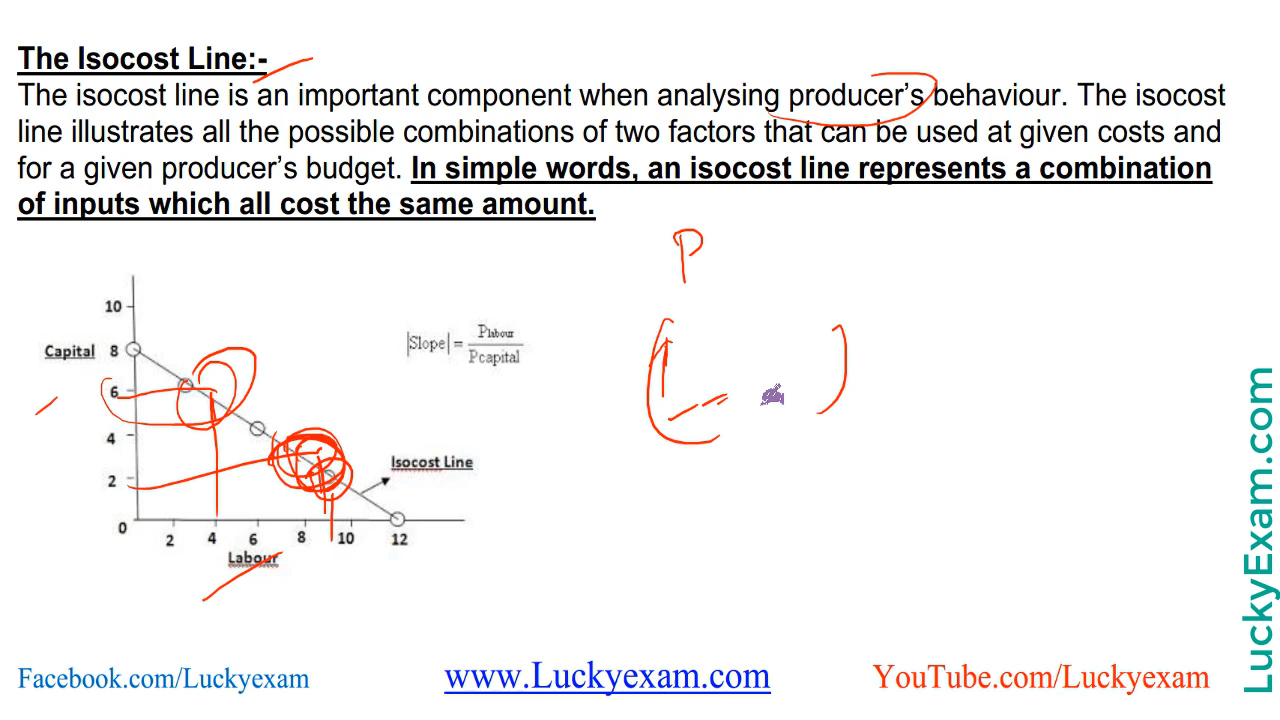 The Isocost Line:-
The isocost line is an important component when analysing producer's behaviour. The isocost
line illustrates all the possible combinations of two factors that can be used at given costs and
for a given producer's budget. In simple words, an isocost line represents a combination
of inputs which all cost the same amount.
P
10
Capital 8
6
4
2
0
2 4 6 8 10 12
Labour
|Slope| = Plabour
Pcapital
Isocost Line
LuckyExam.com
Facebook.com/Luckyexam
www.Luckyexam.com
YouTube.com/Luckyexam